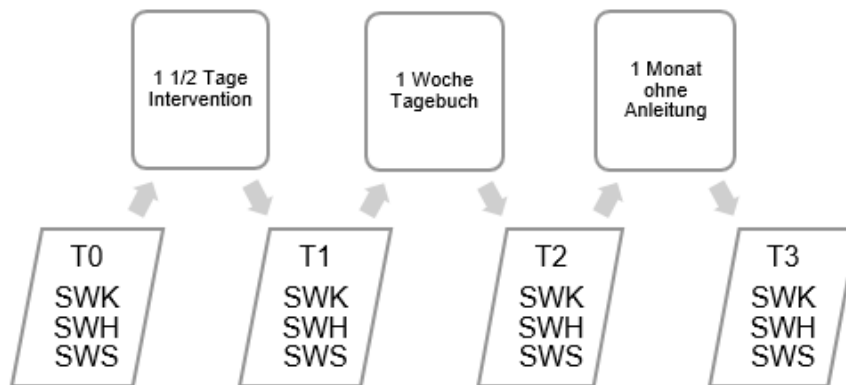 1 1/2 Tage
Intervention
1 Woche
Tagebuch
1 Monat
ohne
Anleitung
T0
SWK
SWH
SWS
T1
SWK
SWH
SWS
T2
SWK
SWH
SWS
T3
SWK
SWH
SWS